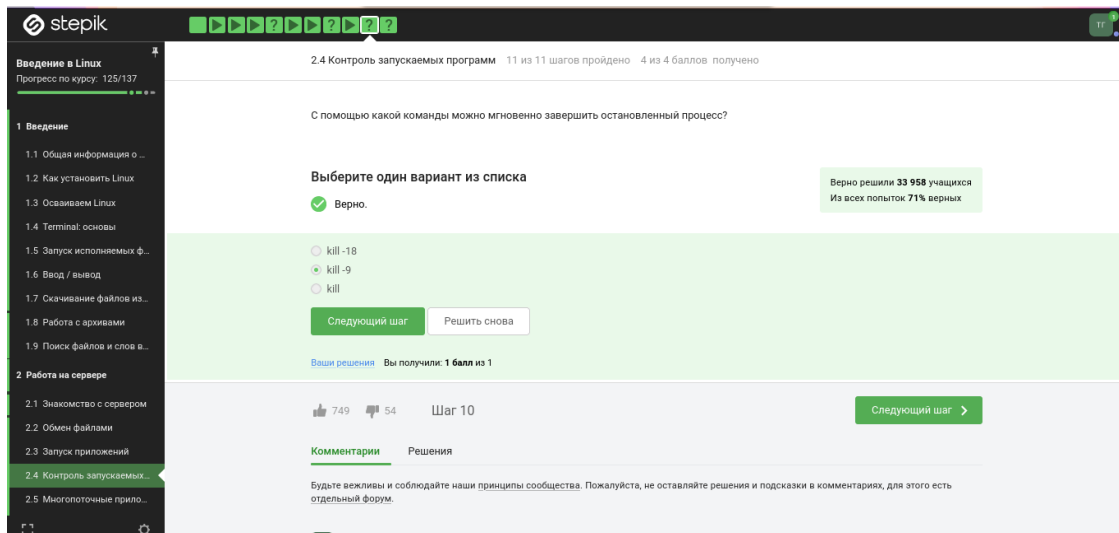 stepik
? ? ? ?
ТГ
1
Введение в Linux
Прогресс по курсу: 125/137
1 Введение
1.1 Общая информация о ...
1.2 Как установить Linux
1.3 Осваиваем Linux
1.4 Terminal: основы
1.5 Запуск исполняемых ф...
1.6 Ввод / вывод
1.7 Скачивание файлов из...
1.8 Работа с архивами
1.9 Поиск файлов и слов в...
2 Работа на сервере
2.1 Знакомство с сервером
2.2 Обмен файлами
2.3 Запуск приложений
2.4 Контроль запускаемых...
2.5 Многопоточные прило...
2.4 Контроль запускаемых программ 11 из 11 шагов пройдено 4 из 4 баллов получено
С помощью какой команды можно мгновенно завершить остановленный процесс?
Выберите один вариант из списка
Верно.
Верно решили 33 958 учащихся
Из всех попыток 71% верных
kill -18
kill -9
kill
Следующий шаг Решить снова
Ваши решения Вы получили: 1 балл из 1
749 54 Шаг 10 Следующий шаг
Комментарии Решения
Будьте вежливы и соблюдайте наши принципы сообщества. Пожалуйста, не оставляйте решения и подсказки в комментариях, для этого есть
отдельный форум.